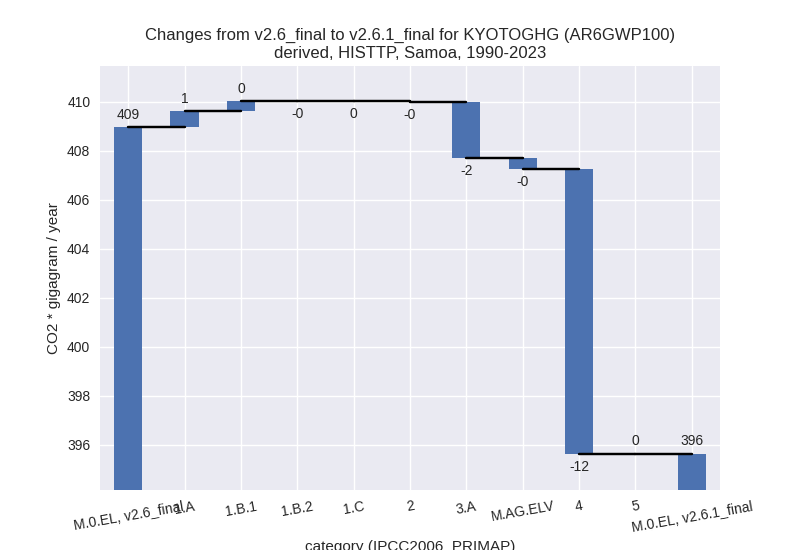 Changes from v2.6_final to v2.6.1_final for KYOTOGHG (AR6GWP100)
derived, HISTTP, Samoa, 1990-2023
CO2 * gigagram / year
410
408
406
404
402
400
398
396
409
1
0
-0
0
-0
-2
-0
-12
0
396
M.0.EL, v2.6_final
1.A
1.B.1
1.B.2
1.C
2
3.A
M.AG.ELV
4
5
M.0.EL, v2.6.1_final
category (IPCC2006_PRIMAP)